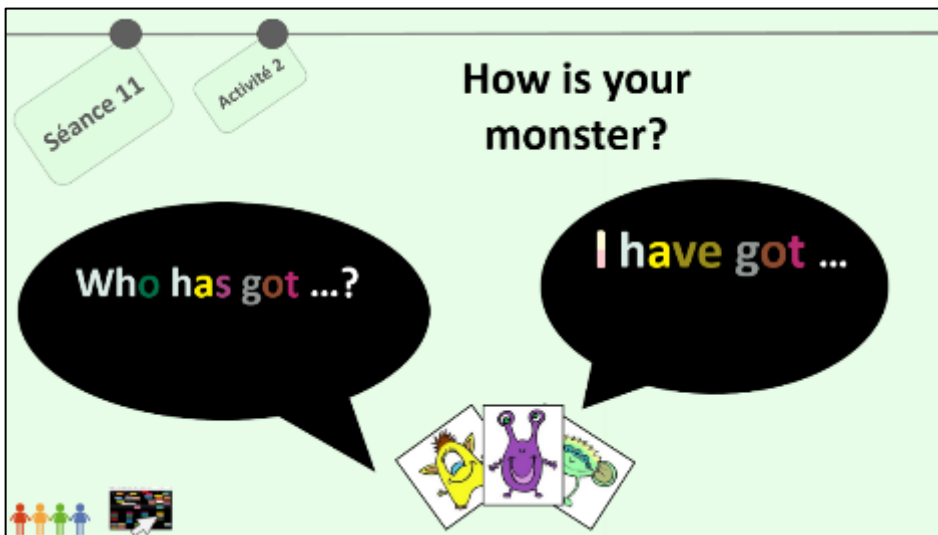 Séance 11
Activité 2
How is your
monster?
Who has got ...?
I have got ...